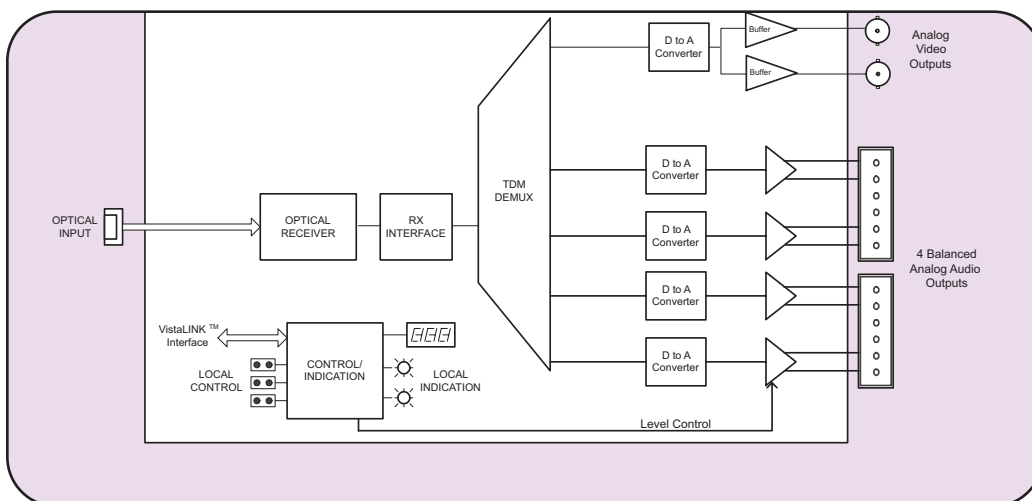 D to A
Converter
Buffer
Buffer
Analog
Video
Outputs
OPTICAL
INPUT
OPTICAL
RECEIVER
RX
INTERFACE
TDM
DEMUX
D to A
Converter
D to A
Converter
D to A
Converter
D to A
Converter
4 Balanced
Analog Audio
Outputs
VistaLINK ™
Interface
LOCAL
CONTROL
CONTROL/
INDICATION
LOCAL
INDICATION
Level Control